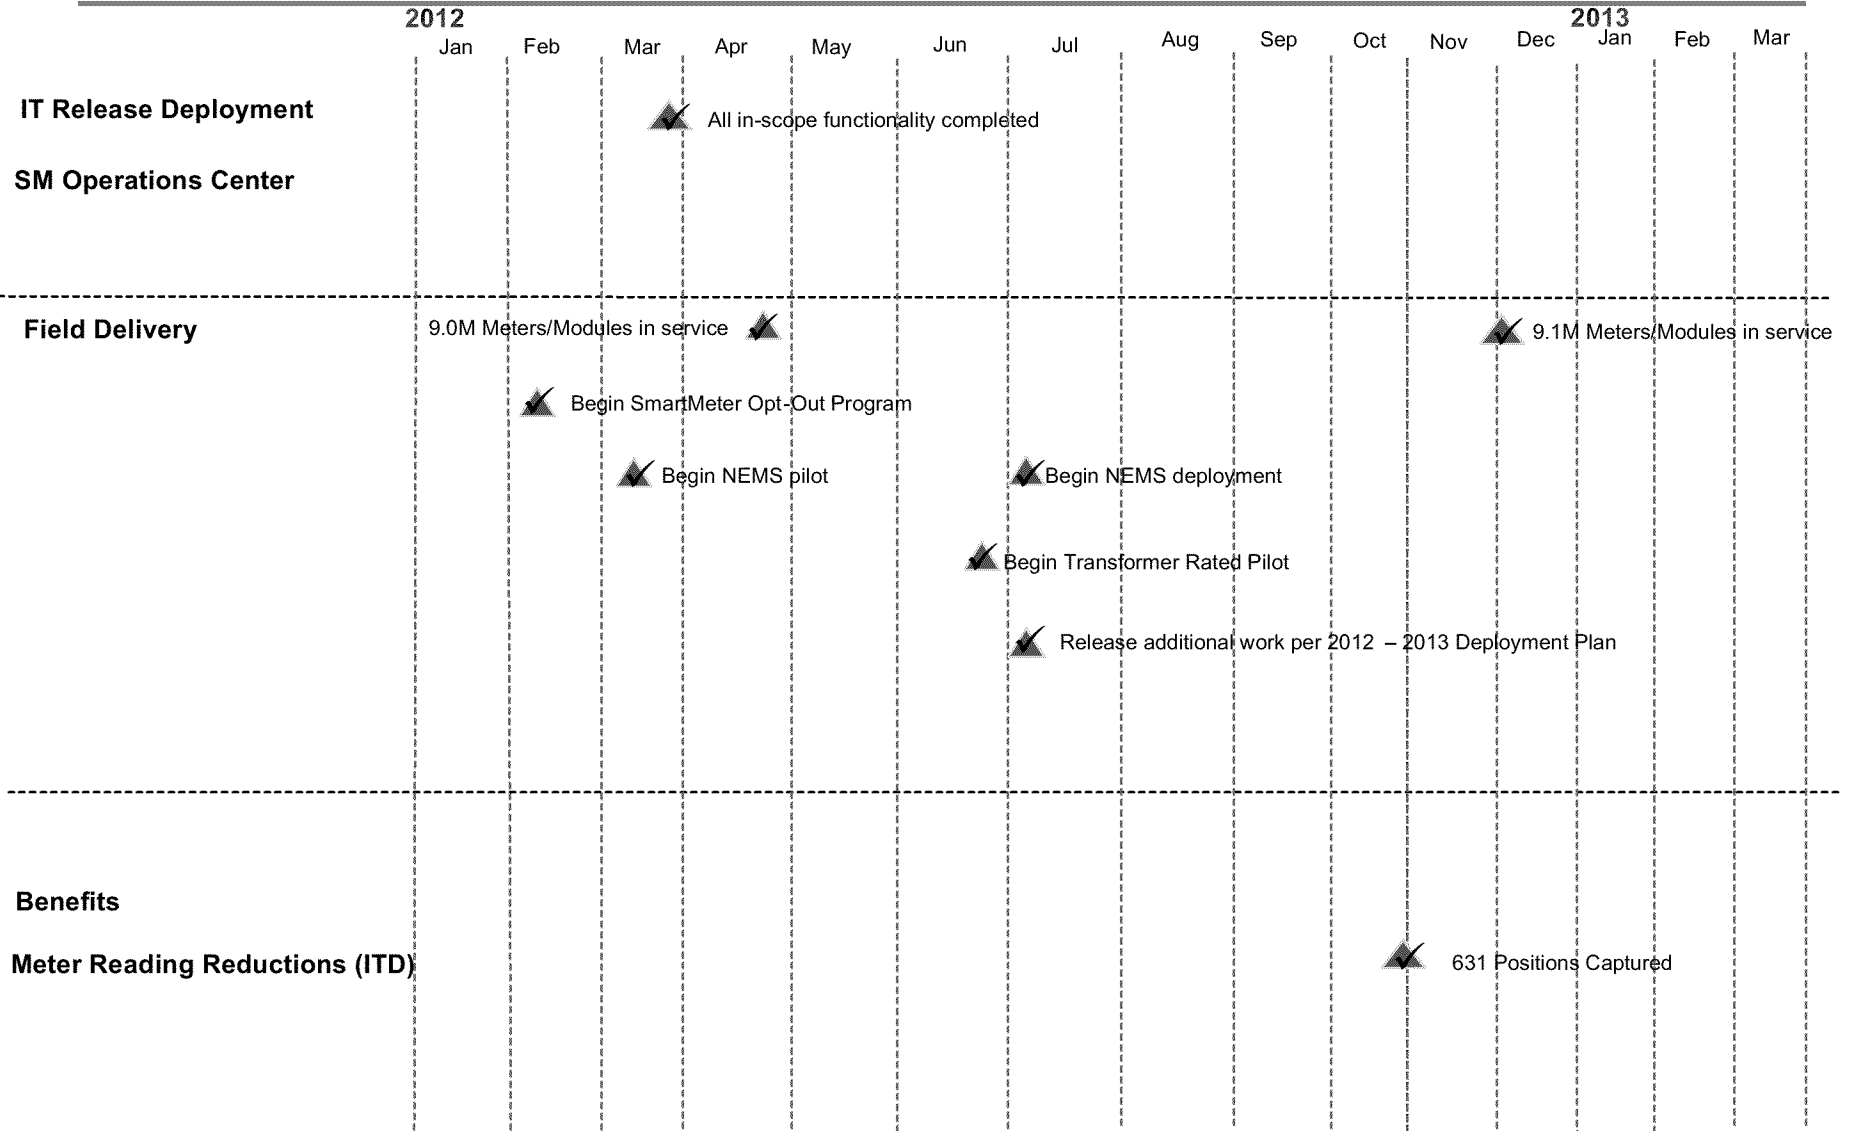 2012 2013
Jan Feb Mar Apr May Jun Jul Aug Sep Oct Nov Dec Jan Feb Mar
IT Release Deployment
All in-scope functionality completed
SM Operations Center
Field Delivery
9.0M Meters/Modules in service
9.1M Meters/Modules in service
Begin SmartMeter Opt-Out Program
Begin NEMS pilot
Begin NEMS deployment
Begin Transformer Rated Pilot
Release additional work per 2012 – 2013 Deployment Plan
Benefits
Meter Reading Reductions (ITD)
631 Positions Captured